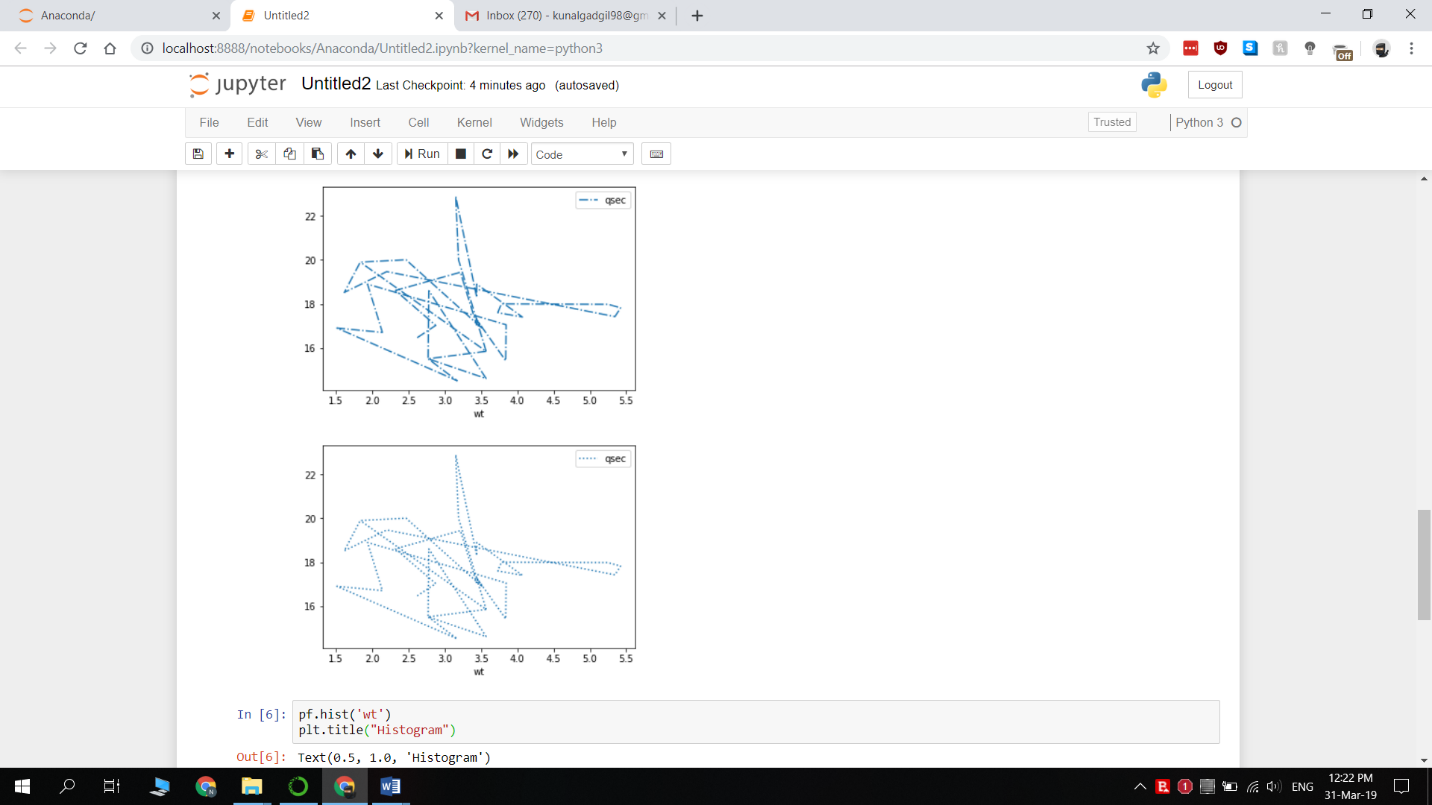 Anaconda/
Untitled2
Inbox (270) - kunalgadgil98@gm
localhost:8888/notebooks/Anaconda/Untitled2.ipynb?kernel_name=python3
Off
jupyter Untitled2 Last Checkpoint: 4 minutes ago (autosaved)
Logout
File Edit View Insert Cell Kernel Widgets Help
Trusted Python 3
Run Code
qsec
22
20
18
16
1.5 2.0 2.5 3.0 3.5 4.0 4.5 5.0 5.5
wt
qsec
22
20
18
16
1.5 2.0 2.5 3.0 3.5 4.0 4.5 5.0 5.5
wt
In [6]: pf.hist('wt')
plt.title("Histogram")
Out[6]: Text(0.5, 1.0, 'Histogram')
ENG
12:22 PM
31-Mar-19